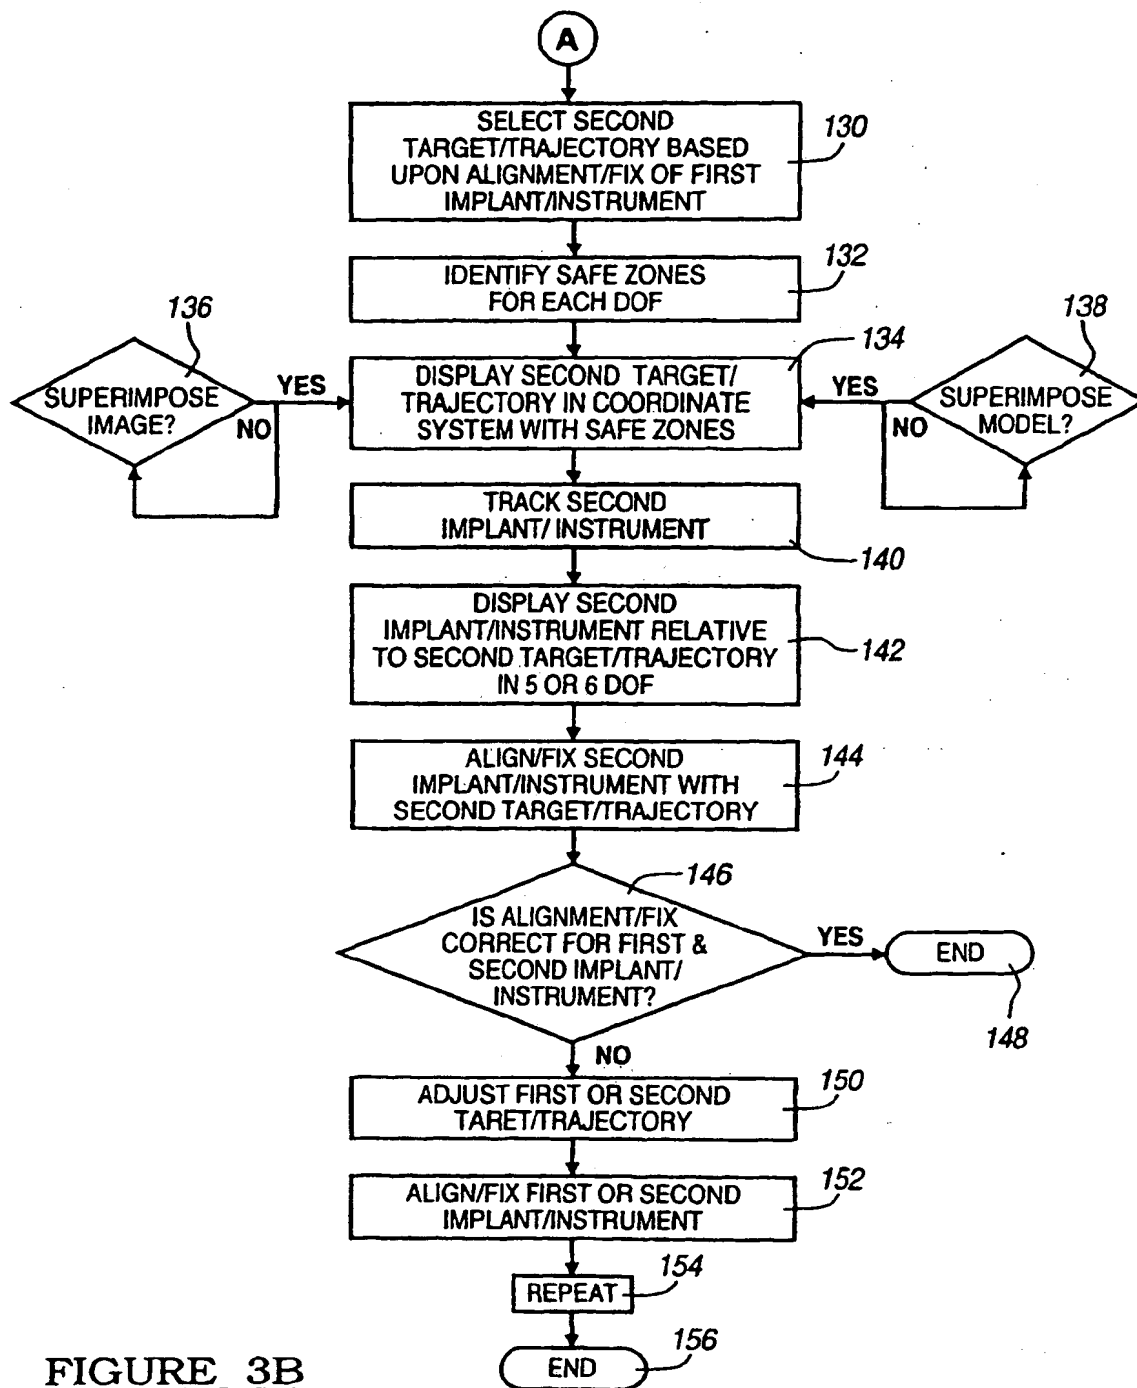 A
SELECT SECOND
TARGET/TRAJECTORY BASED
UPON ALIGNMENT/FIX OF FIRST
IMPLANT/INSTRUMENT
130
IDENTIFY SAFE ZONES
FOR EACH DOF
132
136
SUPERIMPOSE
IMAGE?
YES
NO
DISPLAY SECOND TARGET/
TRAJECTORY IN COORDINATE
SYSTEM WITH SAFE ZONES
134
138
SUPERIMPOSE
MODEL?
YES
NO
TRACK SECOND
IMPLANT/ INSTRUMENT
140
DISPLAY SECOND
IMPLANT/INSTRUMENT RELATIVE
TO SECOND TARGET/TRAJECTORY
IN 5 OR 6 DOF
142
ALIGN/FIX SECOND
IMPLANT/INSTRUMENT WITH
SECOND TARGET/TRAJECTORY
144
146
IS ALIGNMENT/FIX
CORRECT FOR FIRST &
SECOND IMPLANT/
INSTRUMENT?
YES
END
148
NO
ADJUST FIRST OR SECOND
TARET/TRAJECTORY
150
ALIGN/FIX FIRST OR SECOND
IMPLANT/INSTRUMENT
152
REPEAT
154
END
156
FIGURE 3B